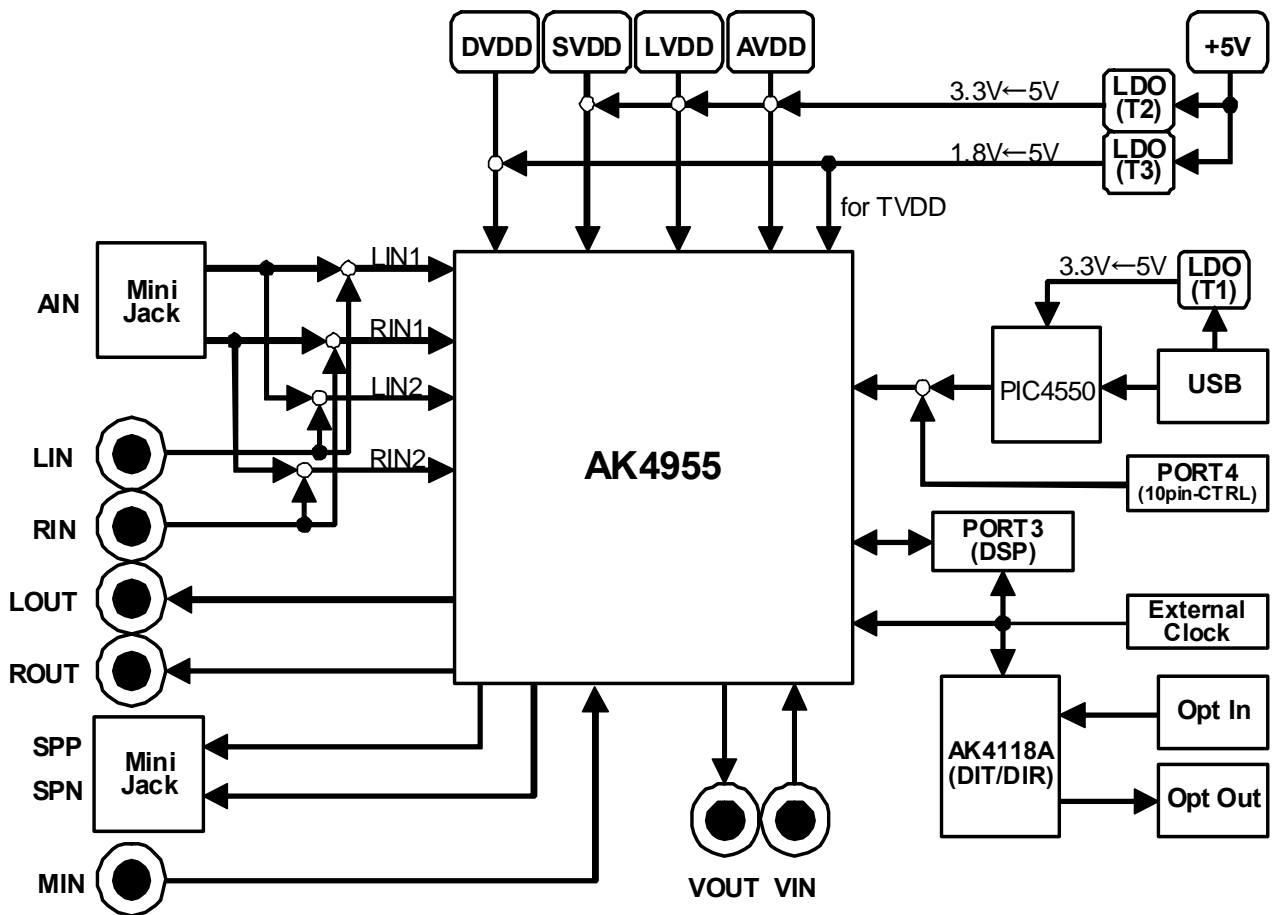 DVDD
SVDD
LVDD
AVDD
+5V
3.3V←5V
LDO
(T2)
1.8V←5V
LDO
(T3)
for TVDD
AIN
Mini
Jack
LIN1
RIN1
LIN2
RIN2
LIN
RIN
LOUT
ROUT
SPP
SPN
Mini
Jack
MIN
AK4955
3.3V←5V
LDO
(T1)
PIC4550
USB
PORT4
(10pin-CTRL)
PORT3
(DSP)
External
Clock
AK4118A
(DIT/DIR)
Opt In
Opt Out
VOUT
VIN